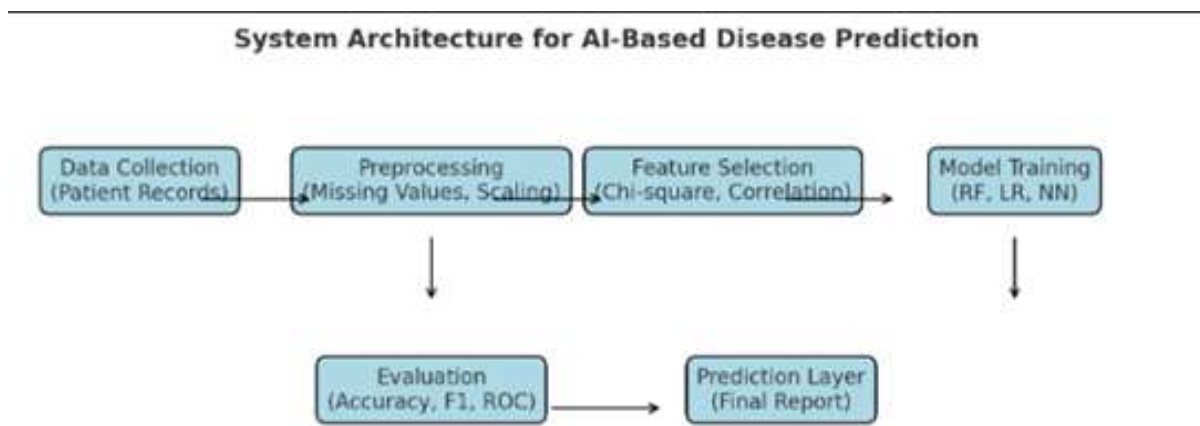 System Architecture for AI-Based Disease Prediction
Data Collection
(Patient Records)
Preprocessing
(Missing Values, Scaling)
Feature Selection
(Chi-square, Correlation)
Model Training
(RF, LR, NN)
Evaluation
(Accuracy, F1, ROC)
Prediction Layer
(Final Report)